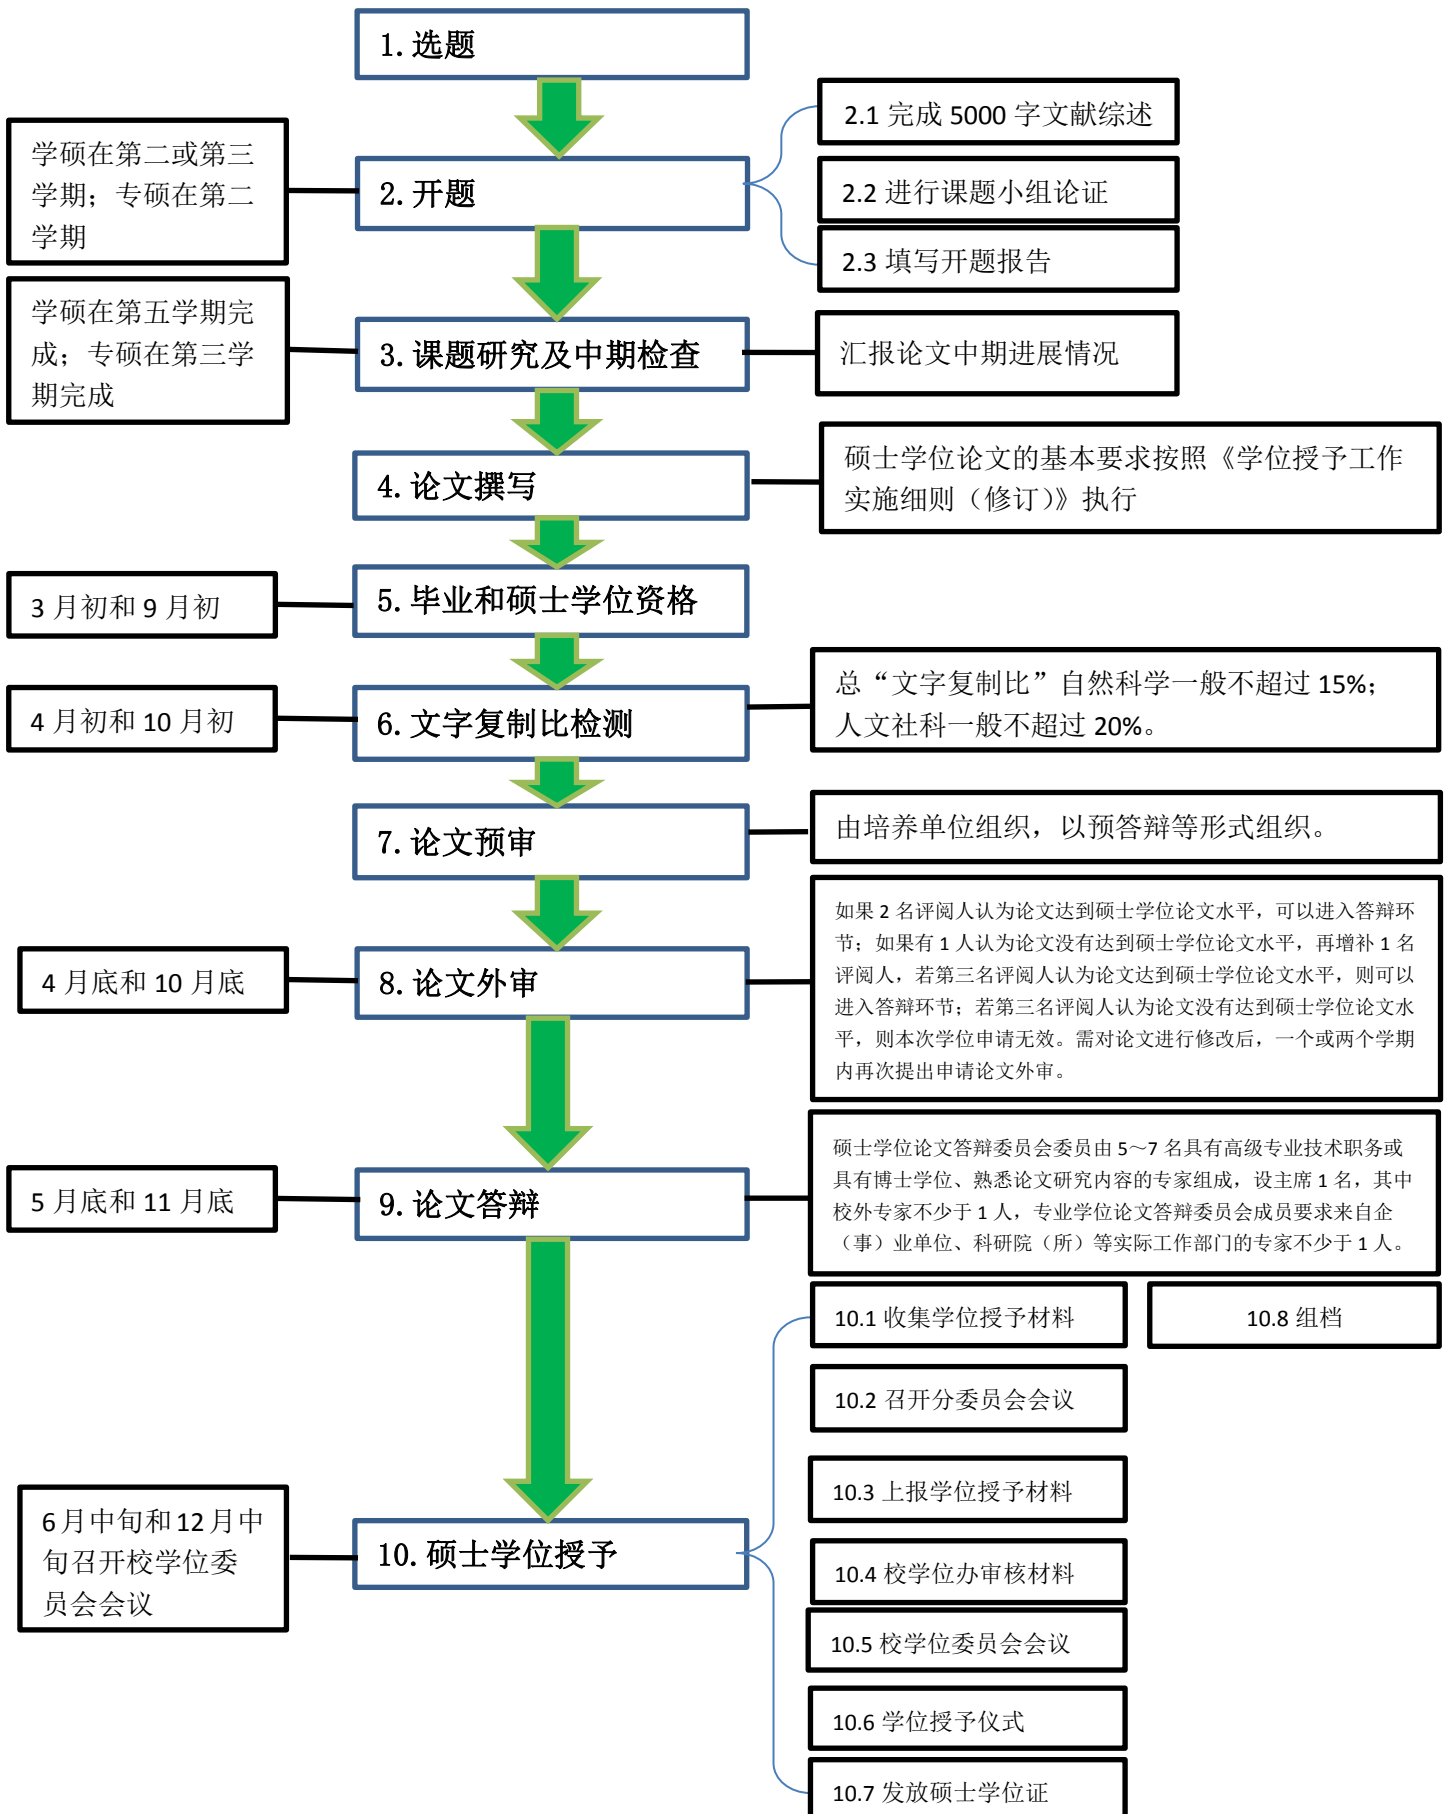 1.选题
2.1 完成 5000 字文献综述
学硕在第二或第三
学期；专硕在第二
学期
2.开题
2.2 进行课题小组论证
2.3 填写开题报告
学硕在第五学期完
成；专硕在第三学
期完成
3.课题研究及中期检查
汇报论文中期进展情况
4.论文撰写
硕士学位论文的基本要求按照《学位授予工作
实施细则（修订）》执行
3 月初和 9 月初
5.毕业和硕士学位资格
4 月初和 10 月初
6.文字复制比检测
总“文字复制比”自然科学一般不超过 15%；
人文社科一般不超过 20%。
7.论文预审
由培养单位组织，以预答辩等形式组织。
4 月底和 10 月底
8.论文外审
如果 2 名评阅人认为论文达到硕士学位论文水平，可以进入答辩环
节；如果有 1 人认为论文没有达到硕士学位论文水平，再增补 1 名
评阅人，若第三名评阅人认为论文达到硕士学位论文水平，则可以
进入答辩环节；若第三名评阅人认为论文没有达到硕士学位论文水
平，则本次学位申请无效。需对论文进行修改后，一个或两个学期
内再次提出申请论文外审。
5 月底和 11 月底
9.论文答辩
硕士学位论文答辩委员会委员由 5～7 名具有高级专业技术职务或
具有博士学位、熟悉论文研究内容的专家组成，设主席 1 名，其中
校外专家不少于 1 人，专业学位论文答辩委员会成员要求来自企
（事）业单位、科研院（所）等实际工作部门的专家不少于 1 人。
10.1 收集学位授予材料
10.8 组档
10.2 召开分委员会会议
10.3 上报学位授予材料
6 月中旬和 12 月中
旬召开校学位委
员会会议
10.硕士学位授予
10.4 校学位办审核材料
10.5 校学位委员会会议
10.6 学位授予仪式
10.7 发放硕士学位证